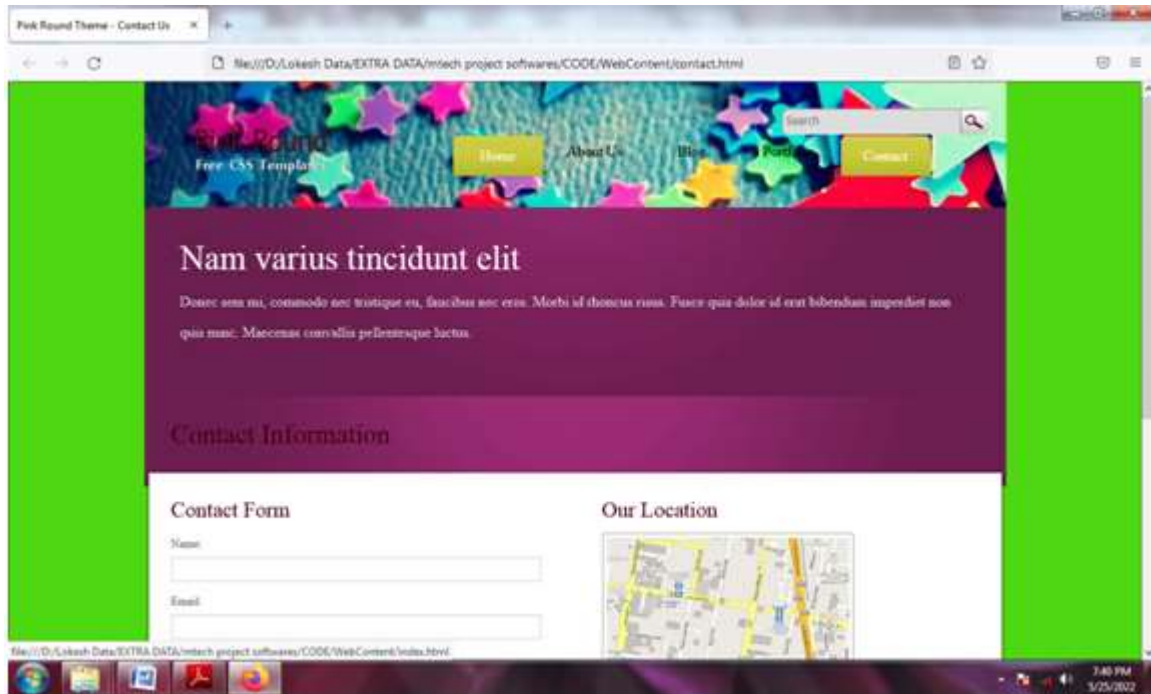 Pink Round Theme - Contact Us
file:///D:/Lokesh Data/EXTRA DATA/mtech project softwares/CODE/WebContent/contact.html
Search
Pink Round
Free CSS Templates
Home
About Us
Blog
Contact
Nam varius tincidunt elit
Donec sem mi, commodo nec tristique eu, faucibus nec eros. Morbi id rhoncus risus. Fusce quis dolor id erat bibendum imperdiet non
quis nunc. Maecenas convallis pellentesque luctus.
Contact Information
Contact Form
Our Location
Name:
Email:
file:///D:/Lokesh Data/EXTRA DATA/mtech project softwares/CODE/WebContent/index.html
7:40 PM
5/25/2022